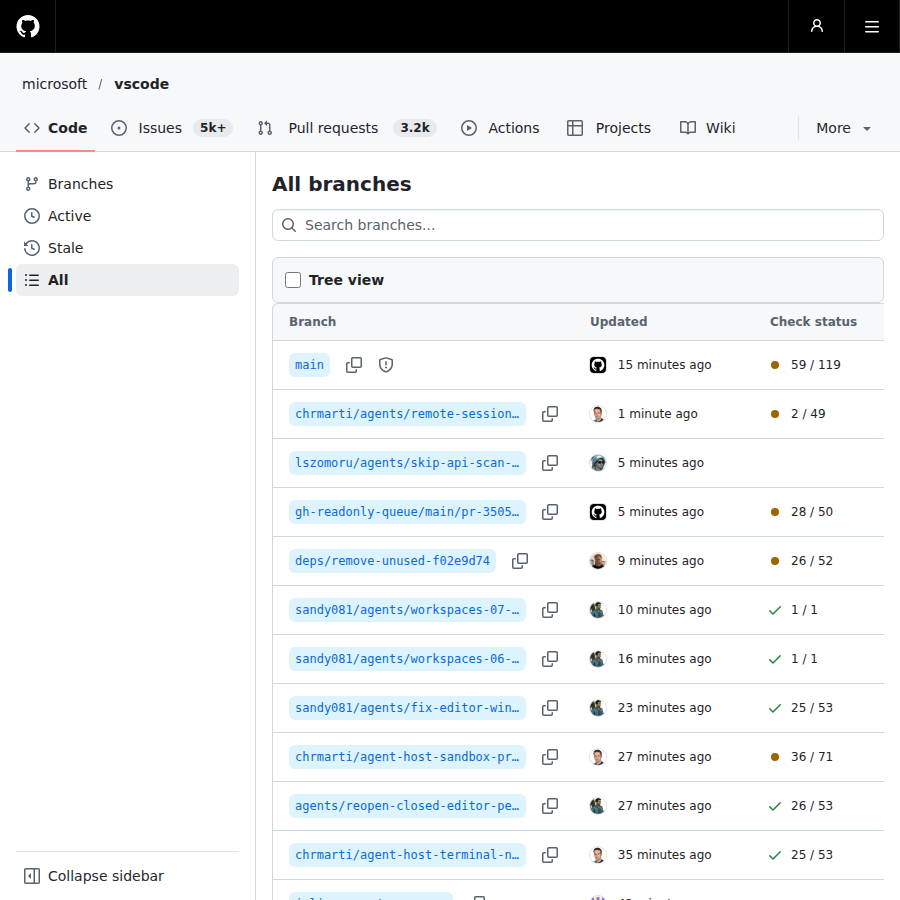 microsoft / vscode
Code Issues 5k+ Pull requests 3.2k Actions Projects Wiki More
Branches
Active
Stale
All
Collapse sidebar
All branches
Search branches...
Tree view
Branch Updated Check status
main 15 minutes ago 59 / 119
chrmarti/agents/remote-session… 1 minute ago 2 / 49
lszomoru/agents/skip-api-scan-… 5 minutes ago
gh-readonly-queue/main/pr-3505… 5 minutes ago 28 / 50
deps/remove-unused-f02e9d74 9 minutes ago 26 / 52
sandy081/agents/workspaces-07-… 10 minutes ago 1 / 1
sandy081/agents/workspaces-06-… 16 minutes ago 1 / 1
sandy081/agents/fix-editor-win… 23 minutes ago 25 / 53
chrmarti/agent-host-sandbox-pr… 27 minutes ago 36 / 71
agents/reopen-closed-editor-pe… 27 minutes ago 26 / 53
chrmarti/agent-host-terminal-n… 35 minutes ago 25 / 53